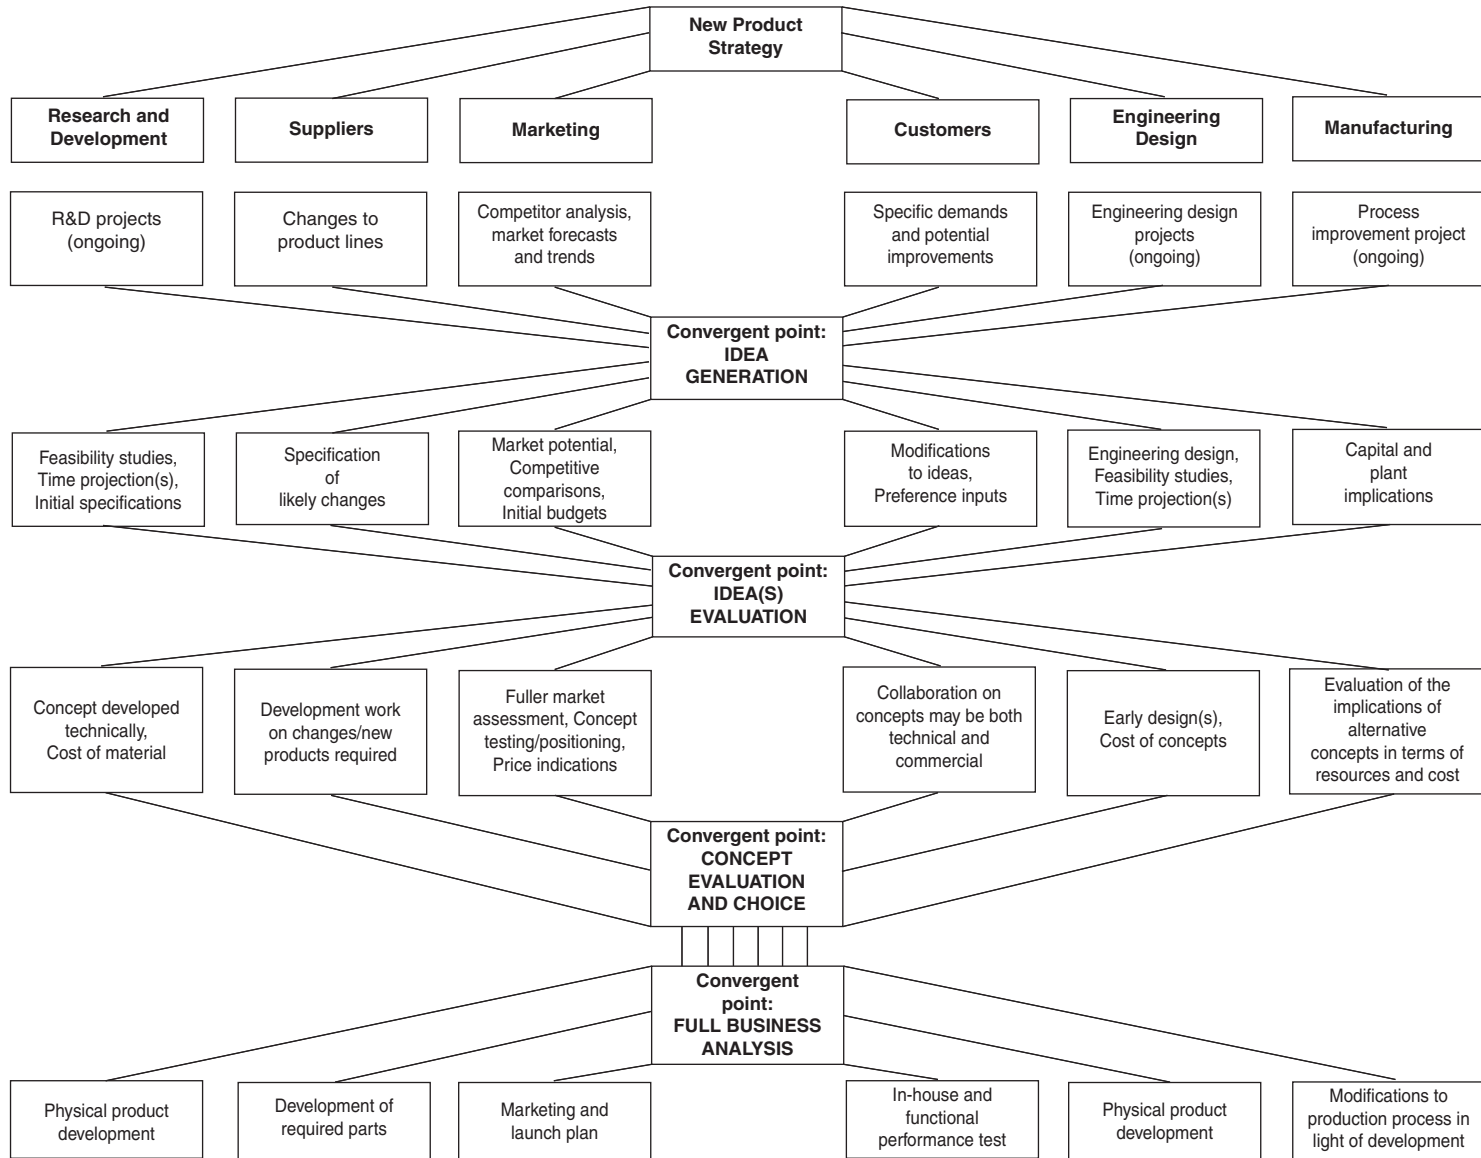 New Product
Strategy
Research and
Development
Suppliers
Marketing
Customers
Engineering
Design
Manufacturing
R&D projects
(ongoing)
Changes to
product lines
Competitor analysis,
market forecasts
and trends
Specific demands
and potential
improvements
Engineering design
projects
(ongoing)
Process
improvement project
(ongoing)
Convergent point:
IDEA
GENERATION
Feasibility studies,
Time projection(s),
Initial specifications
Specification
of
likely changes
Market potential,
Competitive
comparisons,
Initial budgets
Modifications
to ideas,
Preference inputs
Engineering design,
Feasibility studies,
Time projection(s)
Capital and
plant
implications
Convergent point:
IDEA(S)
EVALUATION
Concept developed
technically,
Cost of material
Development work
on changes/new
products required
Fuller market
assessment, Concept
testing/positioning,
Price indications
Collaboration on
concepts may be both
technical and
commercial
Early design(s),
Cost of concepts
Evaluation of the
implications of
alternative
concepts in terms of
resources and cost
Convergent point:
CONCEPT
EVALUATION
AND CHOICE
Convergent
point:
FULL BUSINESS
ANALYSIS
Physical product
development
Development of
required parts
Marketing and
launch plan
In-house and
functional
performance test
Physical product
development
Modifications to
production process in
light of development